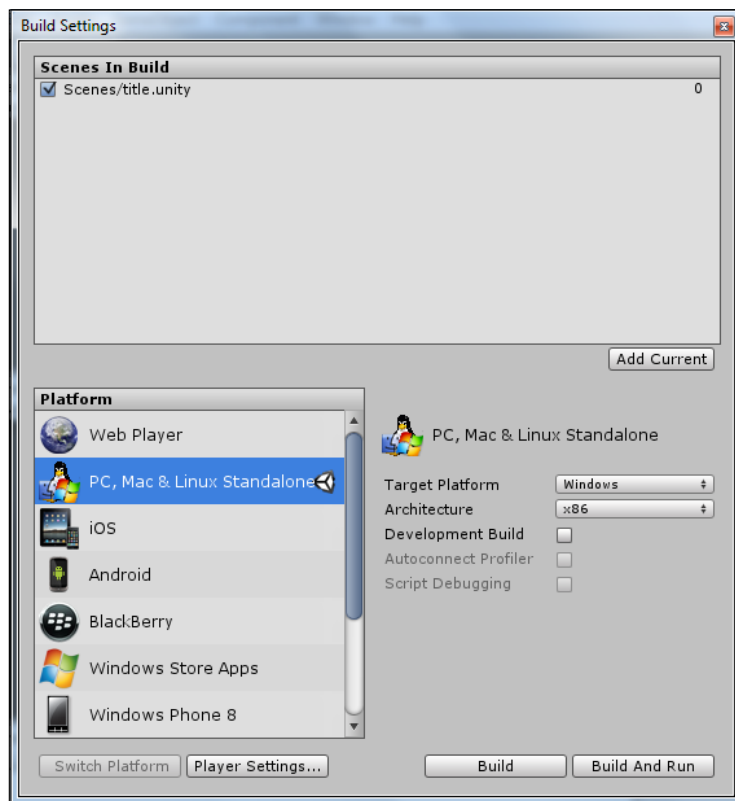 Build Settings
Scenes In Build
Scenes/title.unity 0
Add Current
Platform
Web Player
PC, Mac & Linux Standalone
iOS
Android
BlackBerry
Windows Store Apps
Windows Phone 8
PC, Mac & Linux Standalone
Target Platform Windows
Architecture x86
Development Build
Autoconnect Profiler
Script Debugging
Switch Platform Player Settings... Build Build And Run